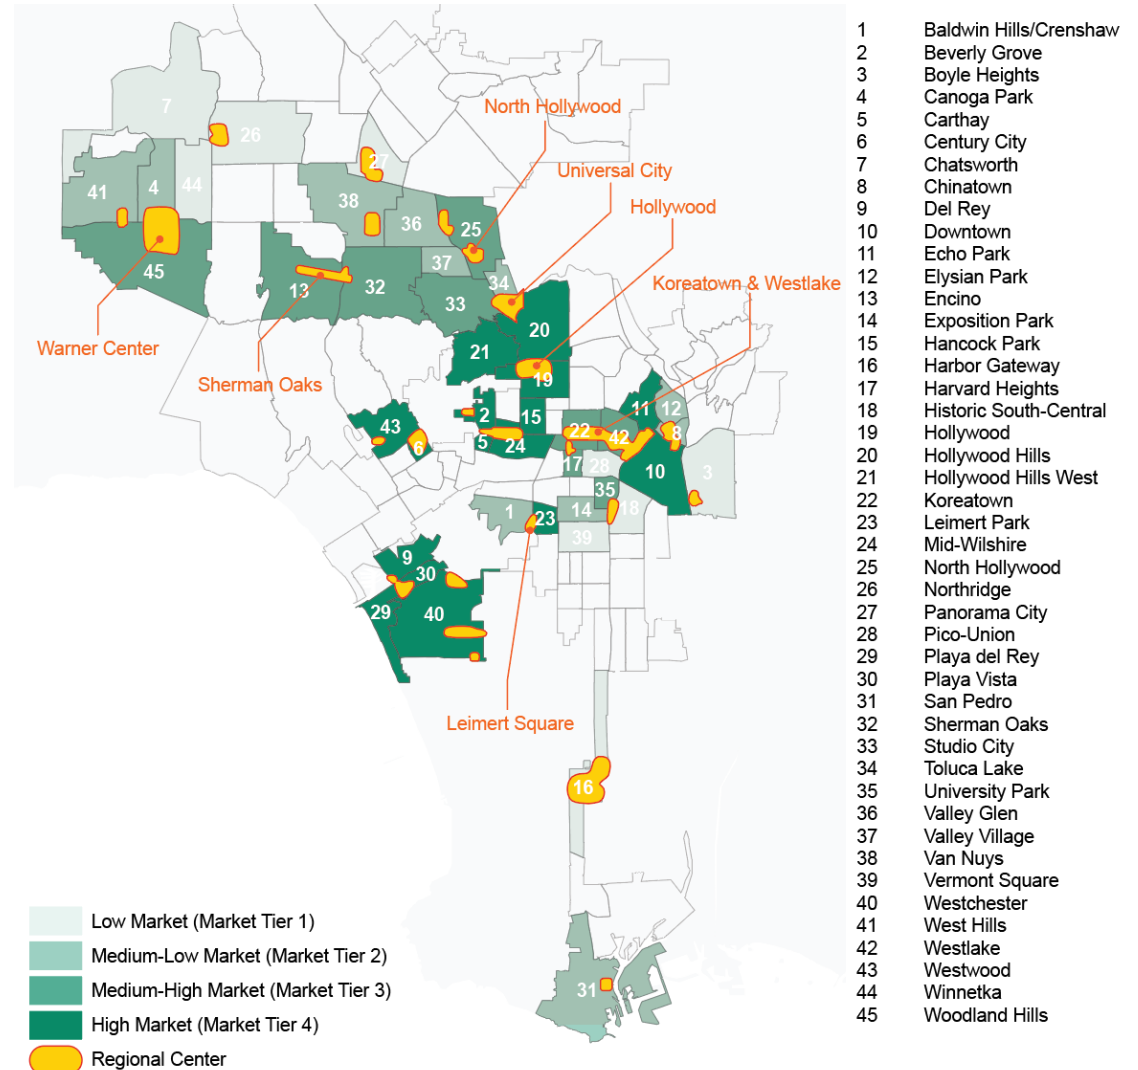 North Hollywood
Universal City
Hollywood
Koreatown & Westlake
Warner Center
Sherman Oaks
Leimert Square
7
26
27
41
4
44
38
36
25
37
34
45
13
32
33
20
21
19
43
6
2
15
5
24
22
42
11
12
8
17
28
10
3
35
1
23
14
18
39
9
30
29
40
16
31
Low Market (Market Tier 1)
Medium-Low Market (Market Tier 2)
Medium-High Market (Market Tier 3)
High Market (Market Tier 4)
Regional Center
1 Baldwin Hills/Crenshaw
2 Beverly Grove
3 Boyle Heights
4 Canoga Park
5 Carthay
6 Century City
7 Chatsworth
8 Chinatown
9 Del Rey
10 Downtown
11 Echo Park
12 Elysian Park
13 Encino
14 Exposition Park
15 Hancock Park
16 Harbor Gateway
17 Harvard Heights
18 Historic South-Central
19 Hollywood
20 Hollywood Hills
21 Hollywood Hills West
22 Koreatown
23 Leimert Park
24 Mid-Wilshire
25 North Hollywood
26 Northridge
27 Panorama City
28 Pico-Union
29 Playa del Rey
30 Playa Vista
31 San Pedro
32 Sherman Oaks
33 Studio City
34 Toluca Lake
35 University Park
36 Valley Glen
37 Valley Village
38 Van Nuys
39 Vermont Square
40 Westchester
41 West Hills
42 Westlake
43 Westwood
44 Winnetka
45 Woodland Hills